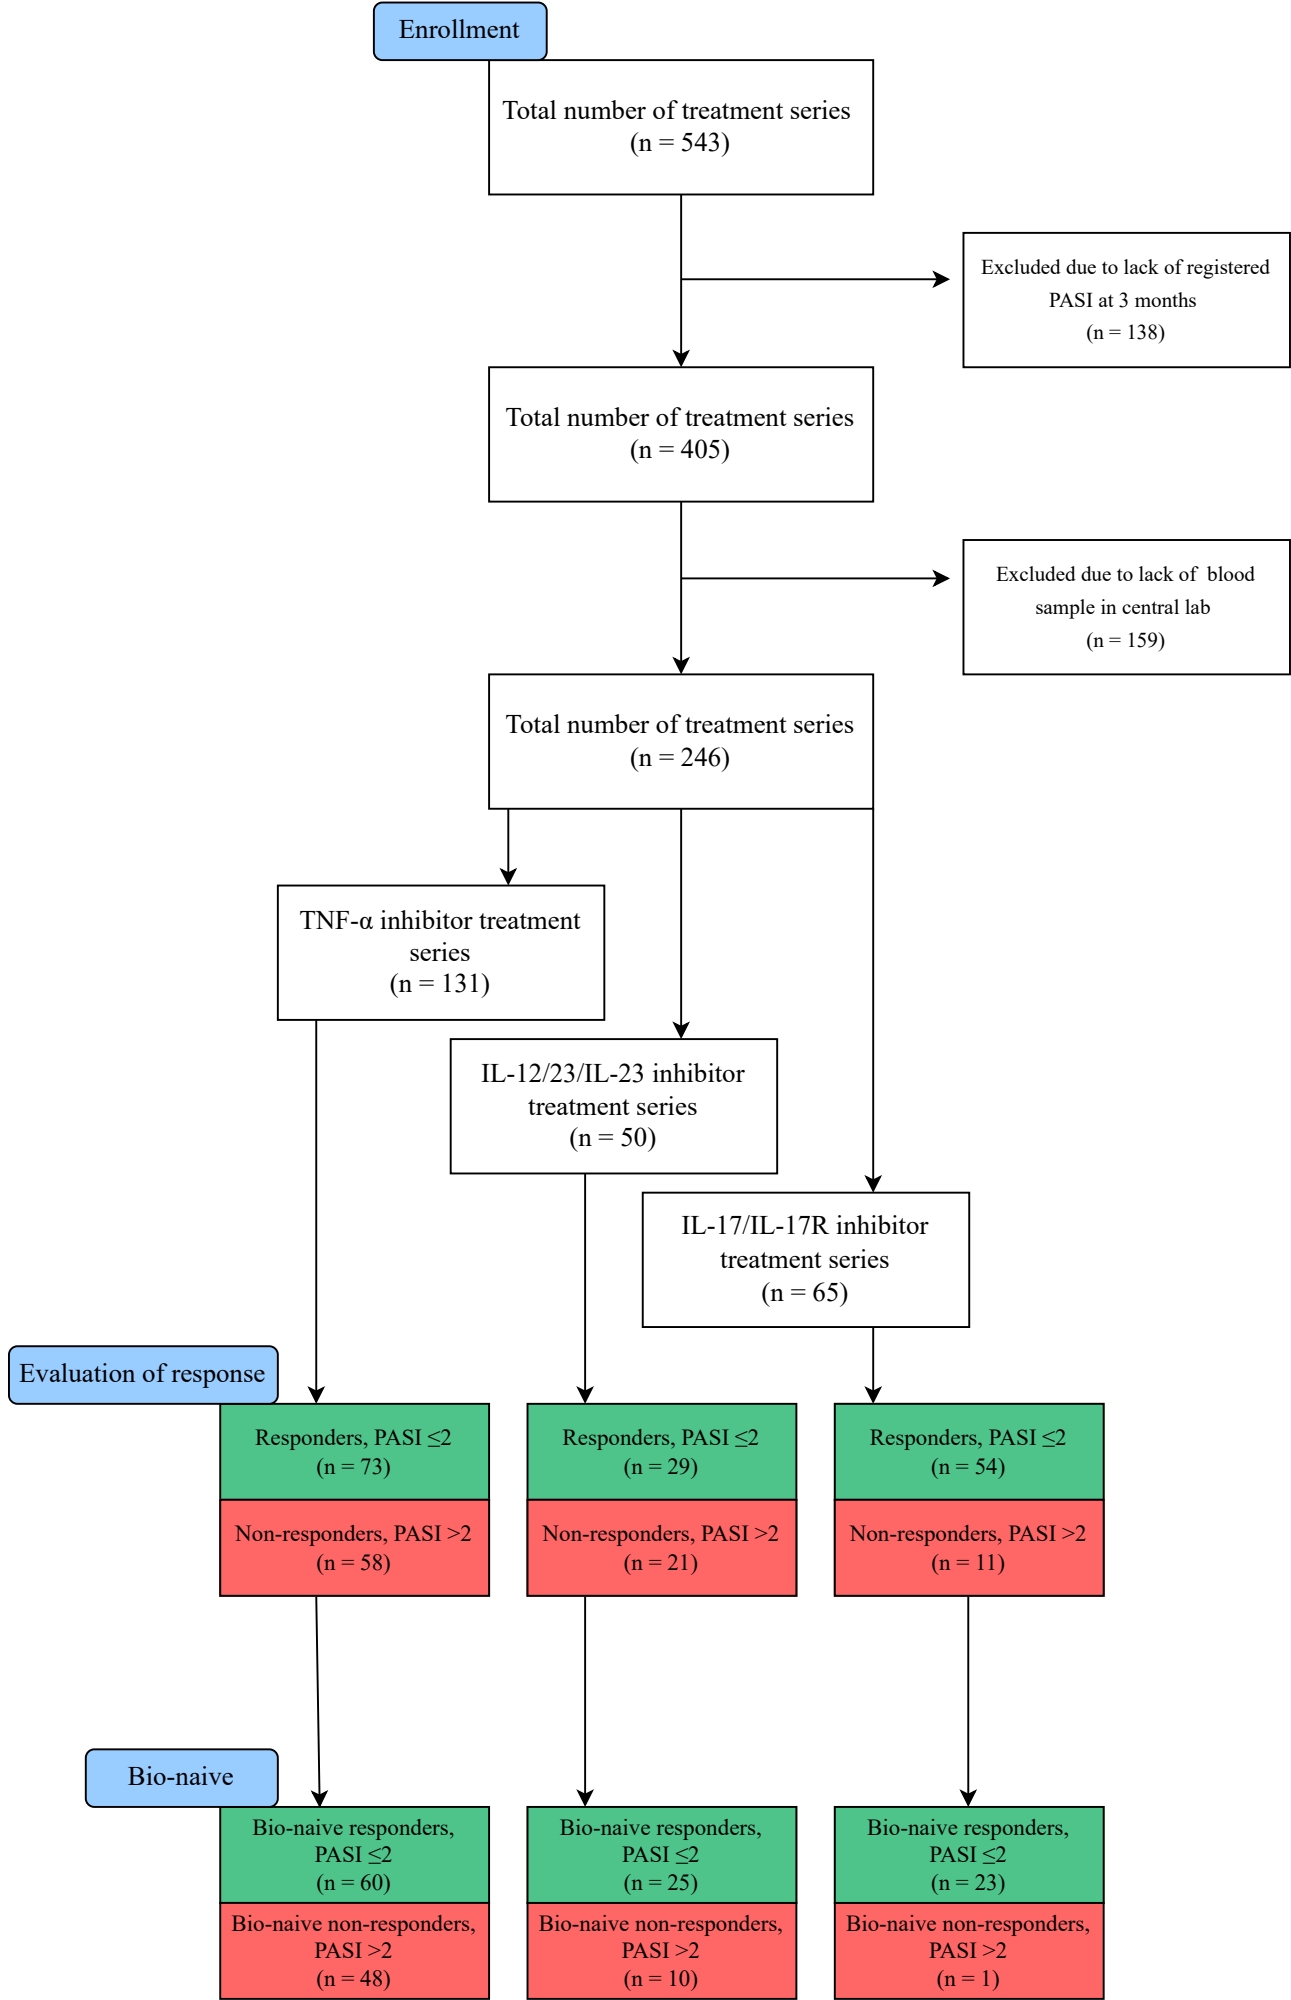 Enrollment
Total number of treatment series
(n = 543)
Excluded due to lack of registered
PASI at 3 months
(n = 138)
Total number of treatment series
(n = 405)
Excluded due to lack of  blood
sample in central lab
(n = 159)
Total number of treatment series
(n = 246)
TNF-α inhibitor treatment
series
(n = 131)
IL-12/23/IL-23 inhibitor
treatment series
(n = 50)
IL-17/IL-17R inhibitor
treatment series
(n = 65)
Evaluation of response
Responders, PASI ≤2
(n = 73)
Non-responders, PASI >2
(n = 58)
Responders, PASI ≤2
(n = 29)
Non-responders, PASI >2
(n = 21)
Responders, PASI ≤2
(n = 54)
Non-responders, PASI >2
(n = 11)
Bio-naive
Bio-naive responders,
PASI ≤2
(n = 60)
Bio-naive non-responders,
PASI >2
(n = 48)
Bio-naive responders,
PASI ≤2
(n = 25)
Bio-naive non-responders,
PASI >2
(n = 10)
Bio-naive responders,
PASI ≤2
(n = 23)
Bio-naive non-responders,
PASI >2
(n = 1)